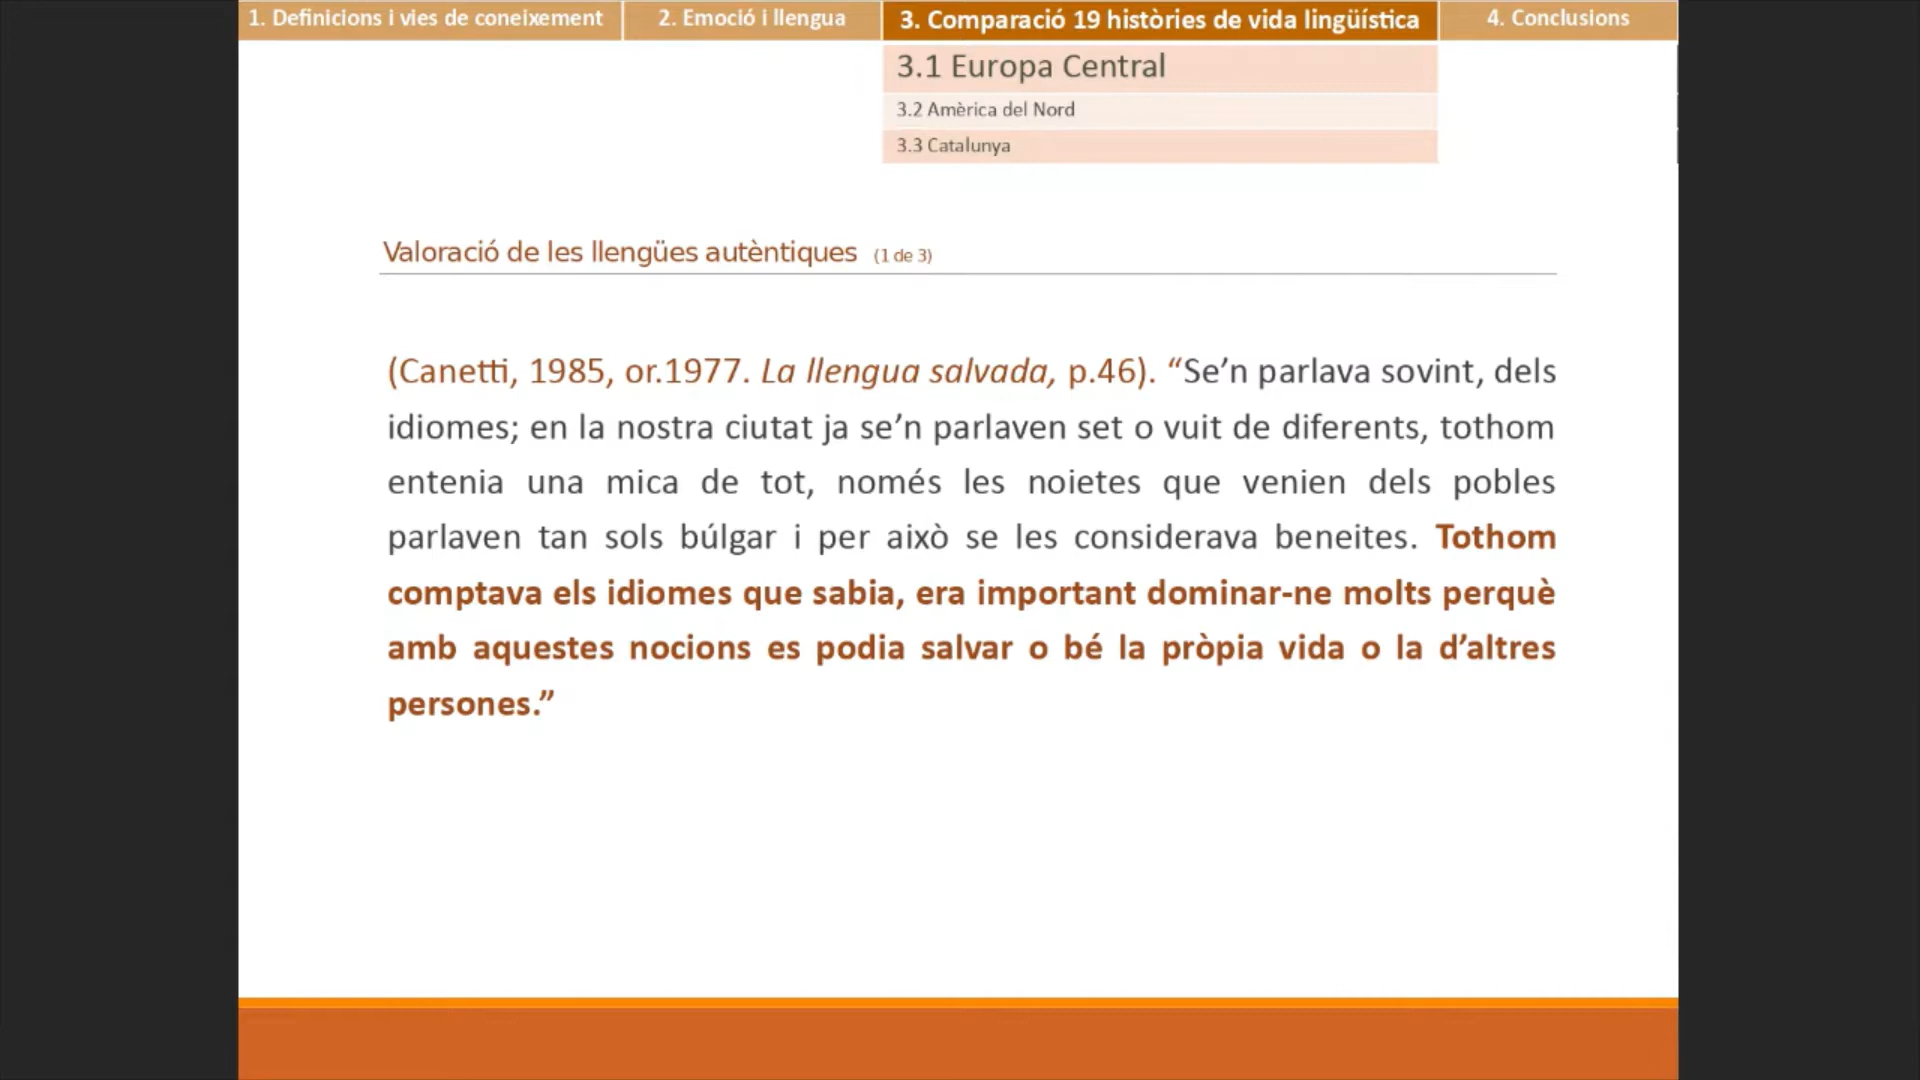 1. Definicions i vies de coneixement
2. Emoció i llengua
3. Comparació 19 històries de vida lingüística
4. Conclusions
3.1 Europa Central
3.2 Amèrica del Nord
3.3 Catalunya
Valoració de les llengües autèntiques (1 de 3)
(Canetti, 1985, or.1977. La llengua salvada, p.46). “Se’n parlava sovint, dels
idiomes; en la nostra ciutat ja se’n parlaven set o vuit de diferents, tothom
entenia una mica de tot, només les noietes que venien dels pobles
parlaven tan sols búlgar i per això se les considerava beneites. Tothom
comptava els idiomes que sabia, era important dominar-ne molts perquè
amb aquestes nocions es podia salvar o bé la pròpia vida o la d’altres
persones.”